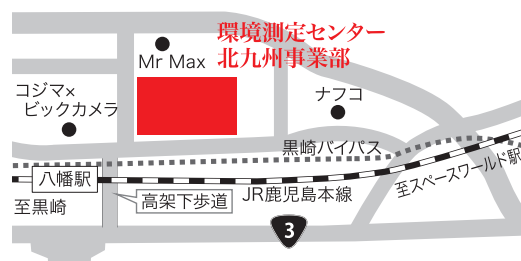 環境測定センター
北九州事業部
Mr Max
コジマ×
ビックカメラ
ナフコ
黒崎バイパス
八幡駅
至スペースワールド駅
JR鹿児島本線
高架下歩道
至黒崎
3